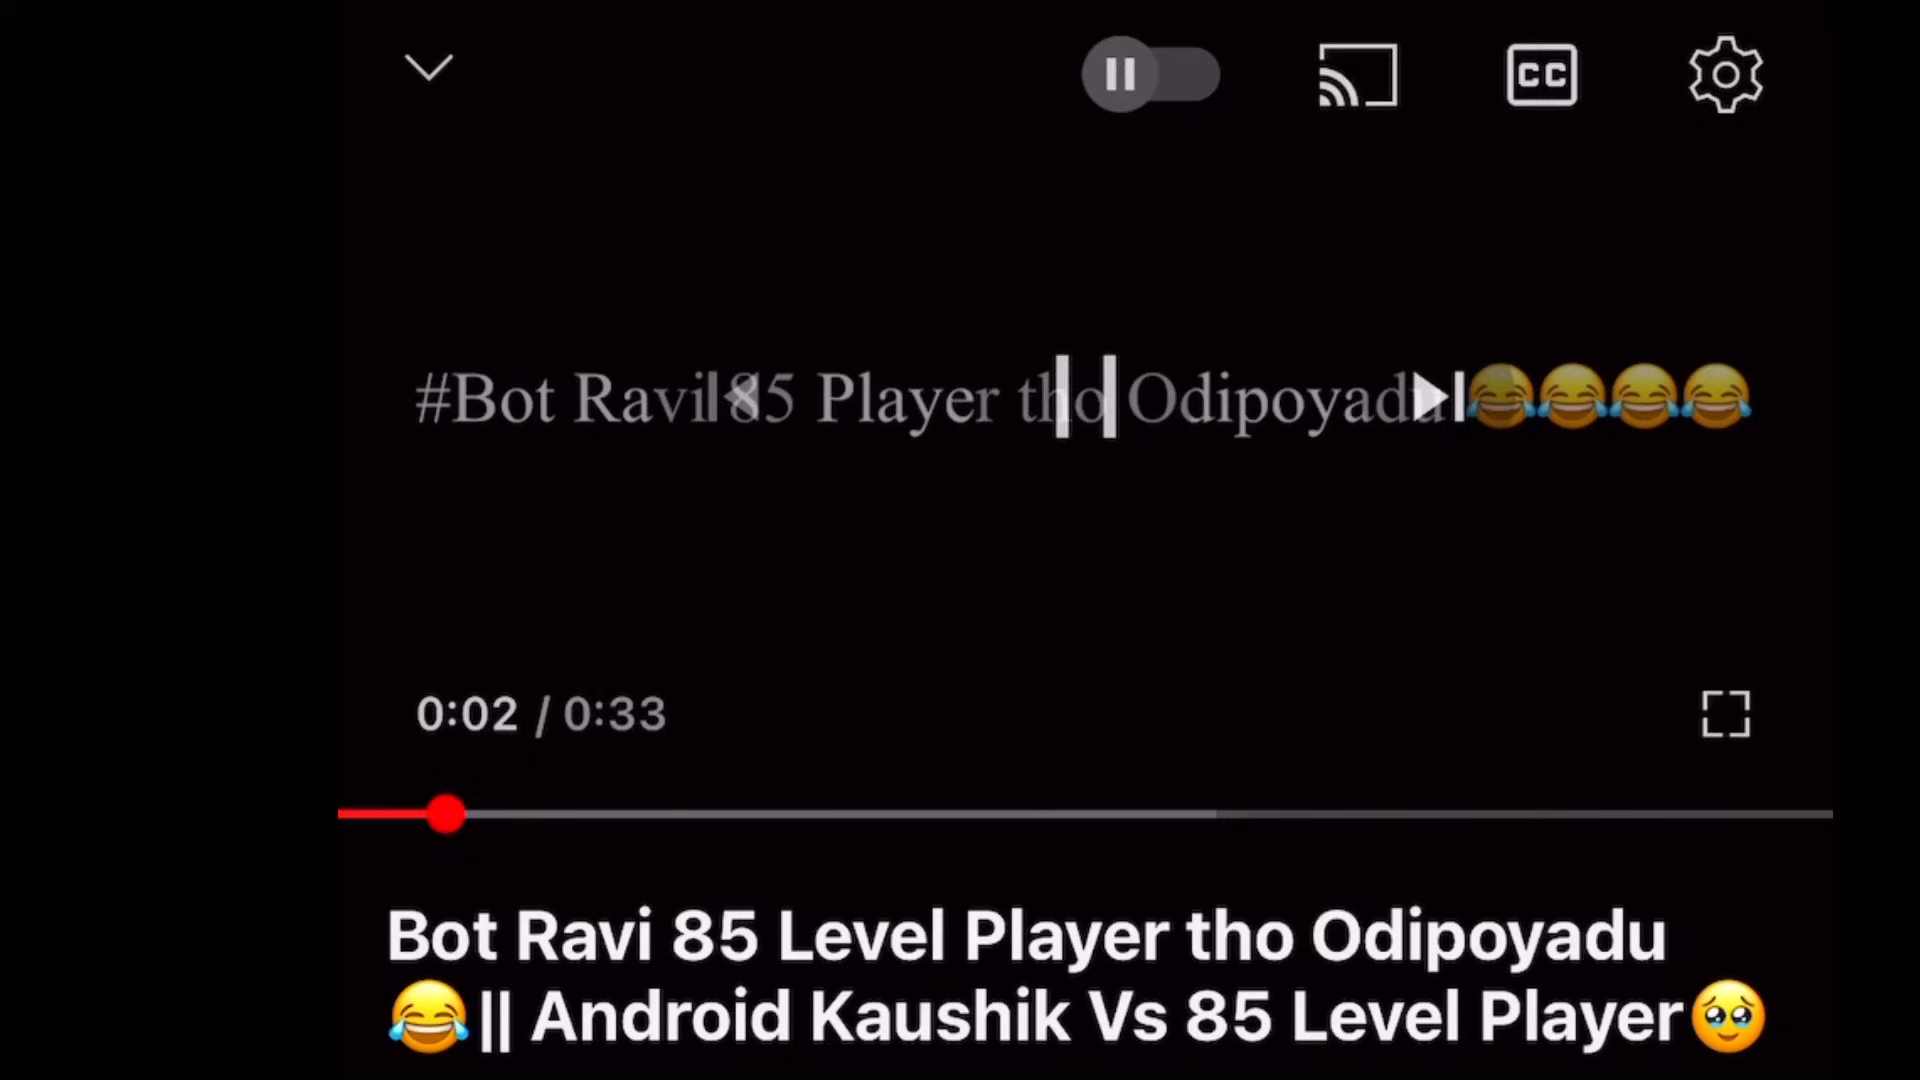 CC
#Bot Ravi 85 Player tho Odipoyadu😂😂😂😂
0:02 / 0:33
Bot Ravi 85 Level Player tho Odipoyadu
😂|| Android Kaushik Vs 85 Level Player🥹